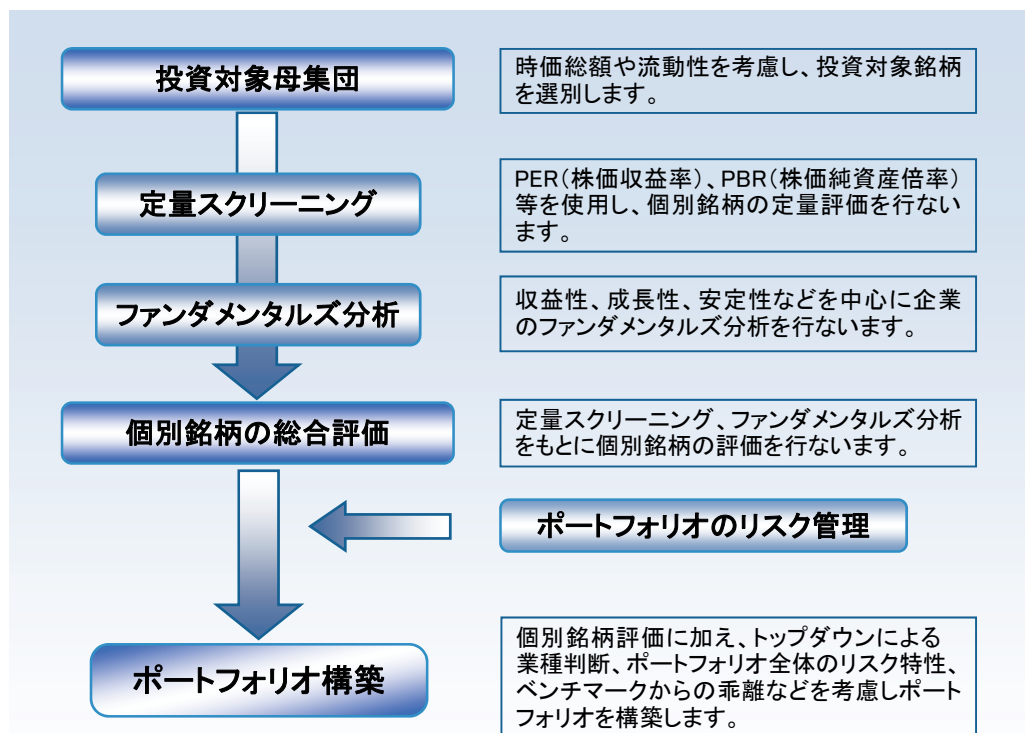 投資対象母集団
時価総額や流動性を考慮し、投資対象銘柄
を選別します。
定量スクリーニング
PER(株価収益率)、PBR(株価純資産倍率)
等を使用し、個別銘柄の定量評価を行ない
ます。
ファンダメンタルズ分析
収益性、成長性、安定性などを中心に企業
のファンダメンタルズ分析を行ないます。
個別銘柄の総合評価
定量スクリーニング、ファンダメンタルズ分析
をもとに個別銘柄の評価を行ないます。
ポートフォリオのリスク管理
ポートフォリオ構築
個別銘柄評価に加え、トップダウンによる
業種判断、ポートフォリオ全体のリスク特性、
ベンチマークからの乖離などを考慮しポート
フォリオを構築します。